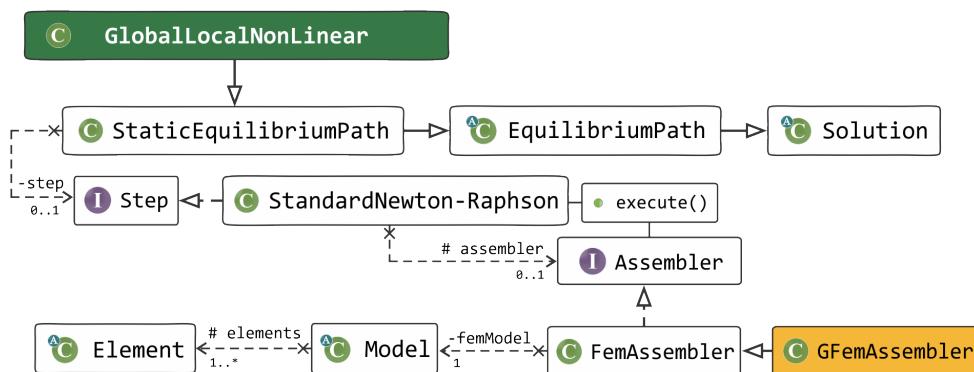 C GlobalLocalNonLinear
C StaticEquilibriumPath
A C EquilibriumPath
A C Solution
-step
0..1
I Step
C StandardNewton-Raphson
execute()
# assembler
0..1
I Assembler
A C Element
# elements
1..*
A C Model
-femModel
1
C FemAssembler
C GFemAssembler